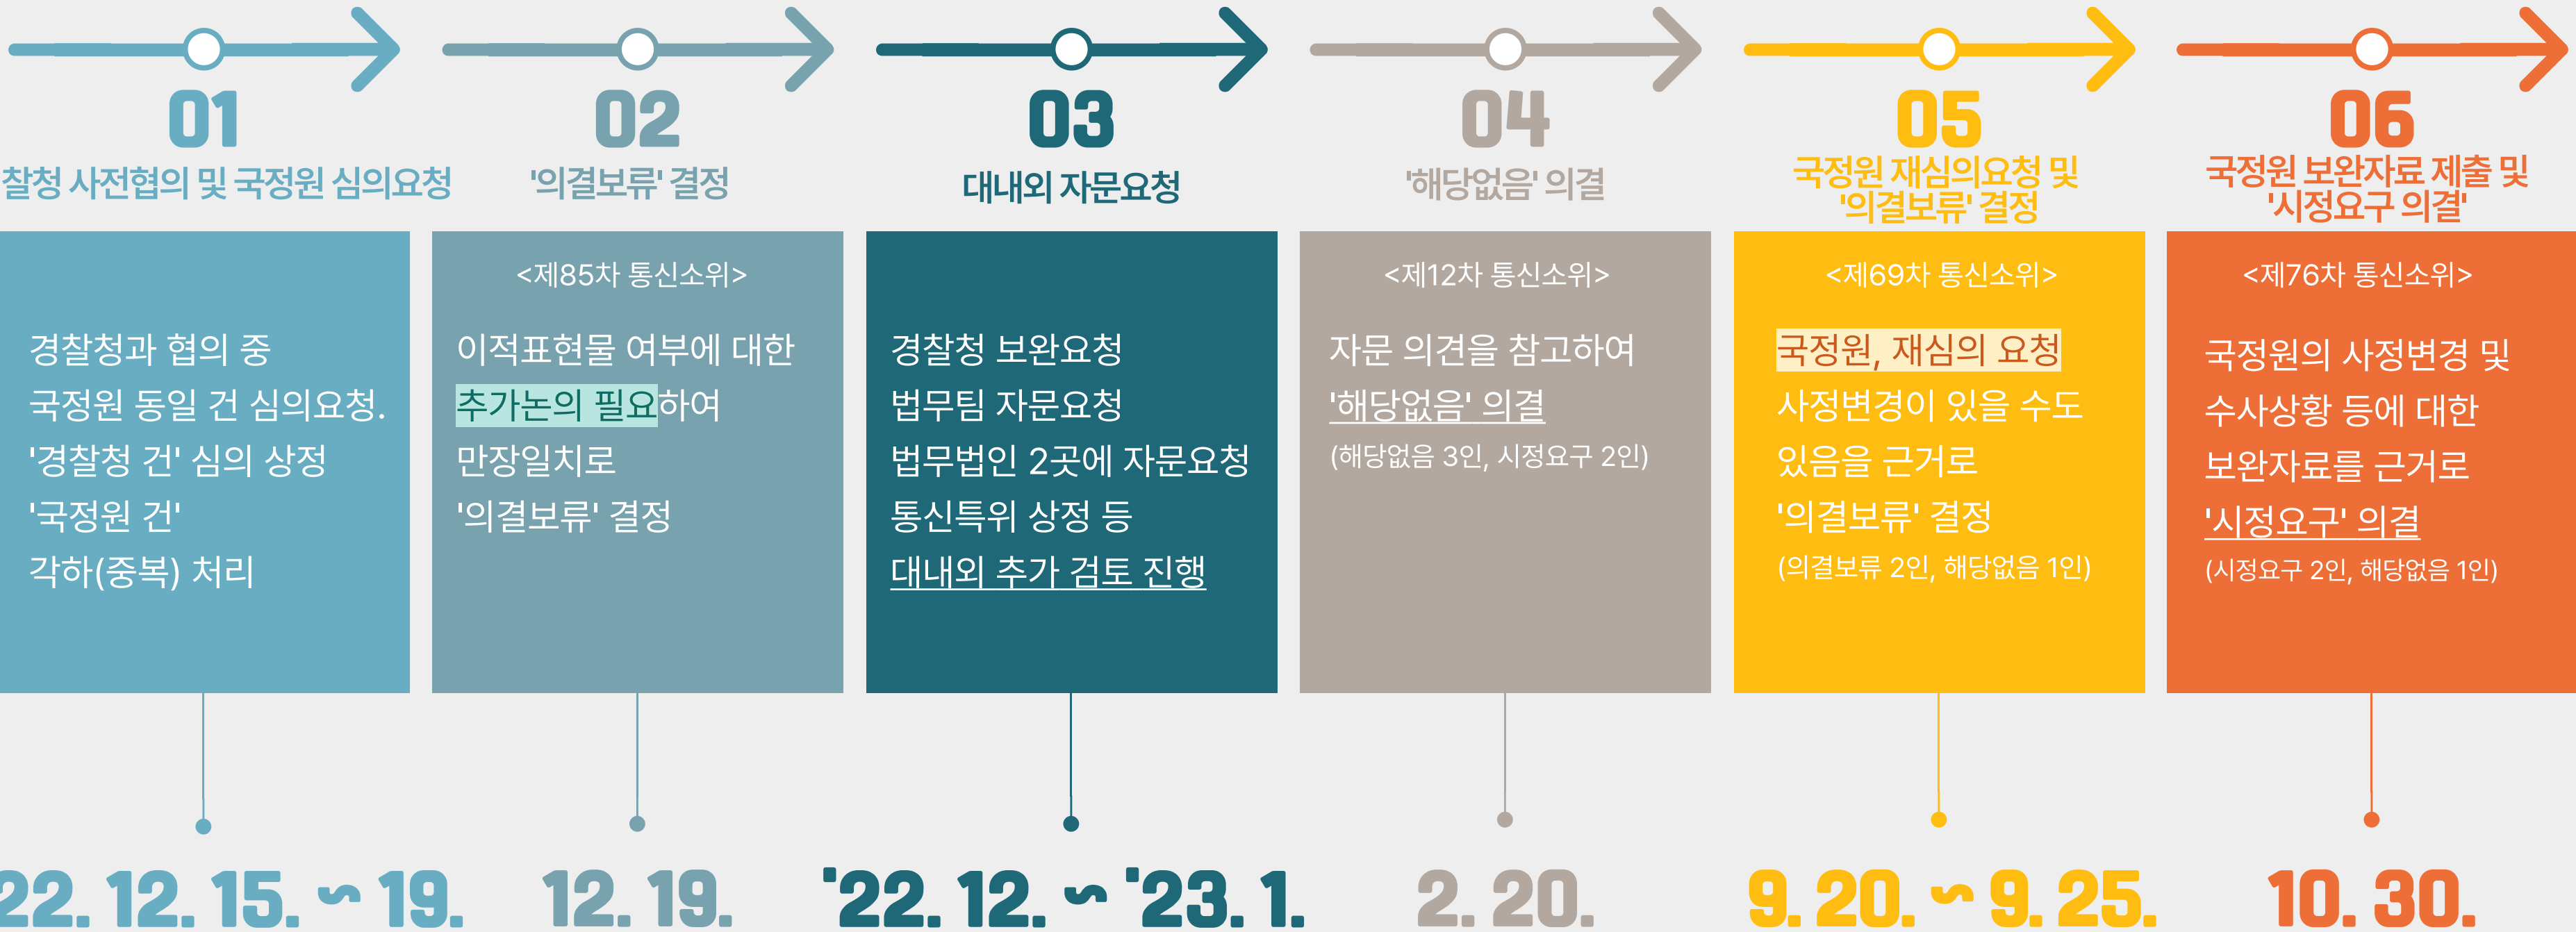 01
찰청 사전협의 및 국정원 심의요청
경찰청과 협의 중
국정원 동일 건 심의요청.
'경찰청 건' 심의 상정
'국정원 건'
각하(중복) 처리
22. 12. 15. ~ 19.
02
'의결보류' 결정
<제85차 통신소위>
이적표현물 여부에 대한
추가논의 필요하여
만장일치로
'의결보류' 결정
12. 19.
03
대내외 자문요청
경찰청 보완요청
법무팀 자문요청
법무법인 2곳에 자문요청
통신특위 상정 등
대내외 추가 검토 진행
'22. 12. ~ '23. 1.
04
'해당없음' 의결
<제12차 통신소위>
자문 의견을 참고하여
'해당없음' 의결
(해당없음 3인, 시정요구 2인)
2. 20.
05
국정원 재심의요청 및
'의결보류' 결정
<제69차 통신소위>
국정원, 재심의 요청
사정변경이 있을 수도
있음을 근거로
'의결보류' 결정
(의결보류 2인, 해당없음 1인)
9. 20. ~ 9. 25.
06
국정원 보완자료 제출 및
'시정요구 의결'
<제76차 통신소위>
국정원의 사정변경 및
수사상황 등에 대한
보완자료를 근거로
'시정요구' 의결
(시정요구 2인, 해당없음 1인)
10. 30.